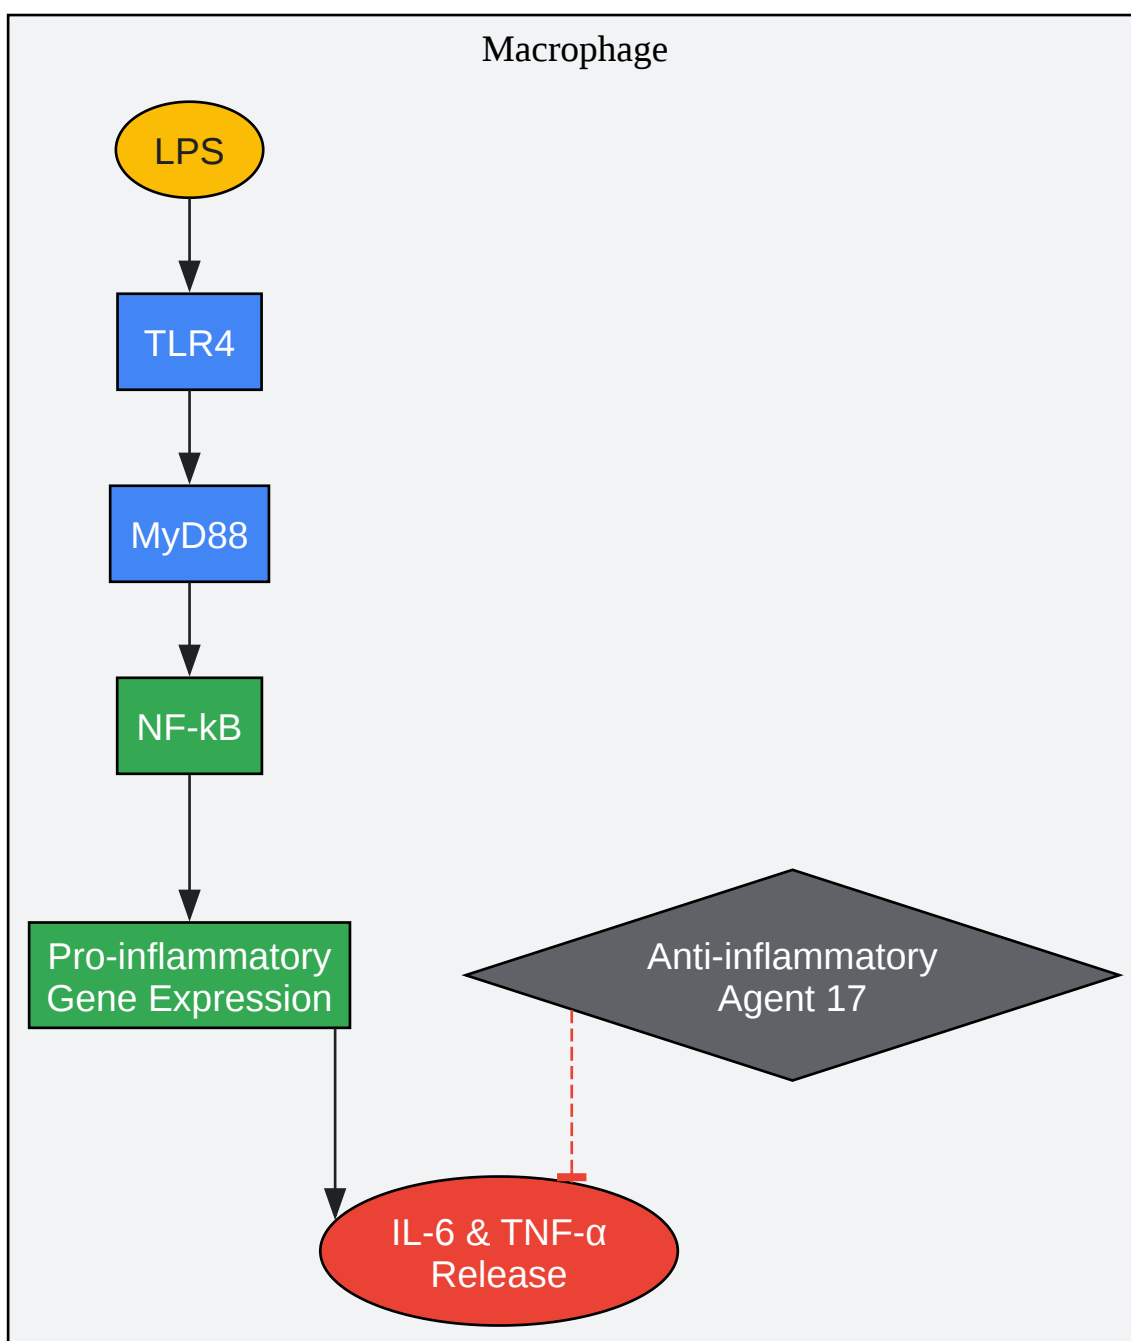 Macrophage
LPS
TLR4
MyD88
NF-kB
Pro-inflammatory
Gene Expression
Anti-inflammatory
Agent 17
IL-6 & TNF-α
Release